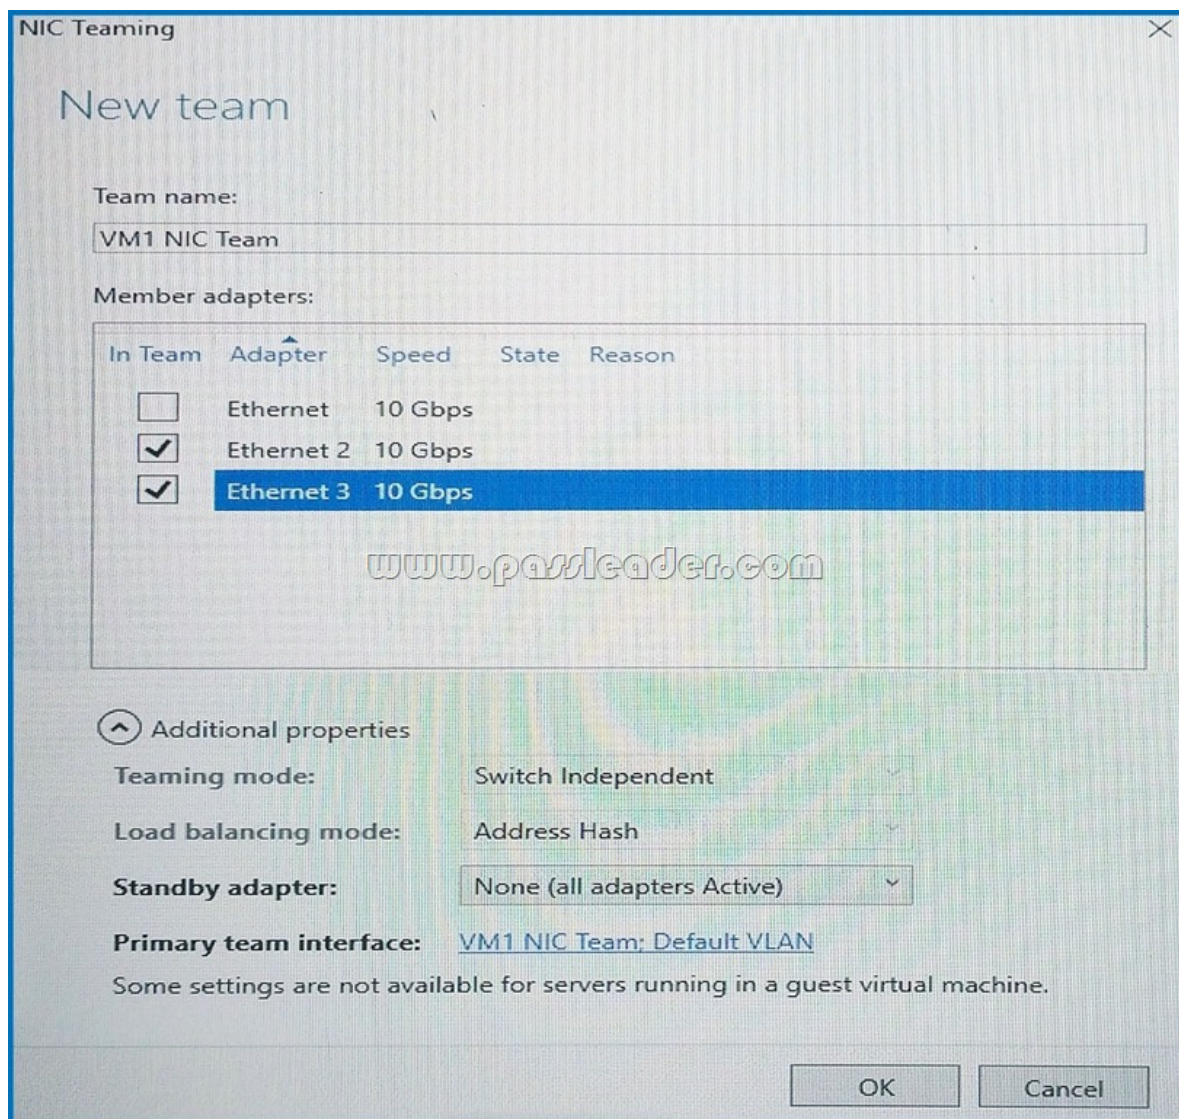 NIC Teaming
New team
Team name:
VM1 NIC Team
Member adapters:
In Team Adapter Speed State Reason
Ethernet 10 Gbps
Ethernet 2 10 Gbps
Ethernet 3 10 Gbps
www.passleader.com
Additional properties
Teaming mode: Switch Independent
Load balancing mode: Address Hash
Standby adapter: None (all adapters Active)
Primary team interface: VM1 NIC Team; Default VLAN
Some settings are not available for servers running in a guest virtual machine.
OK Cancel